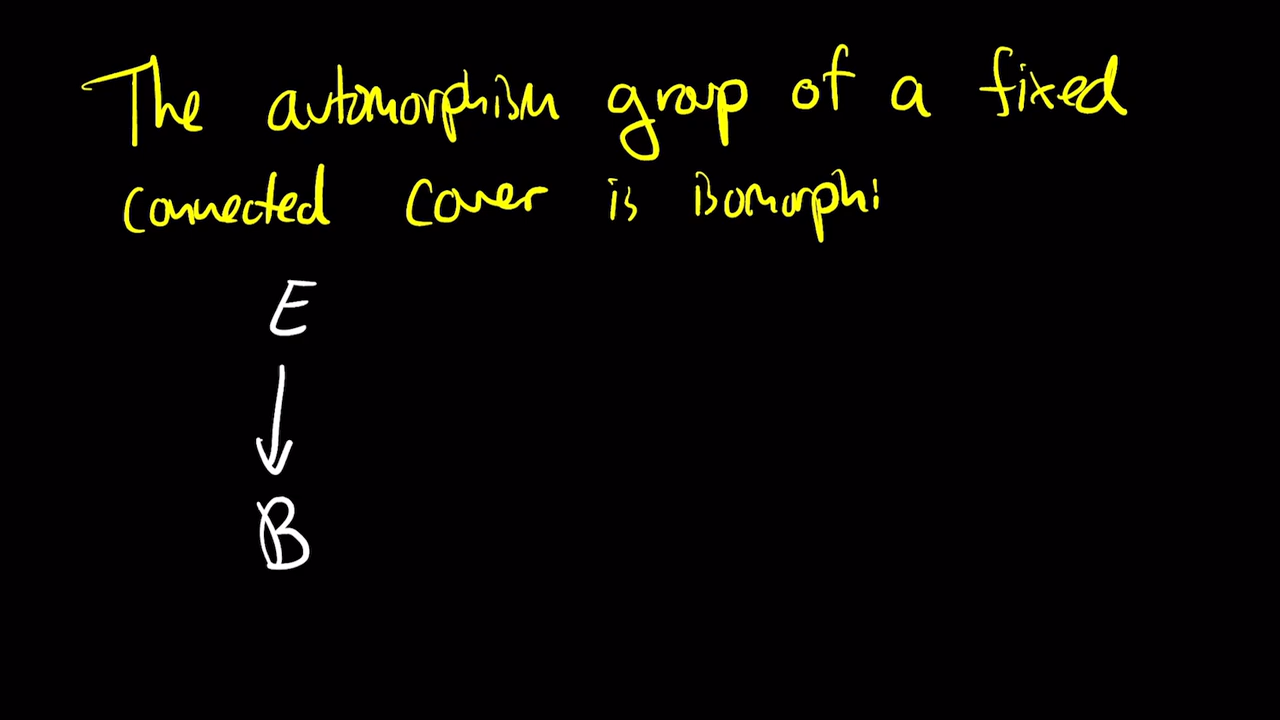 The automorphism group of a fixed
connected cover is isomorphi
E
B